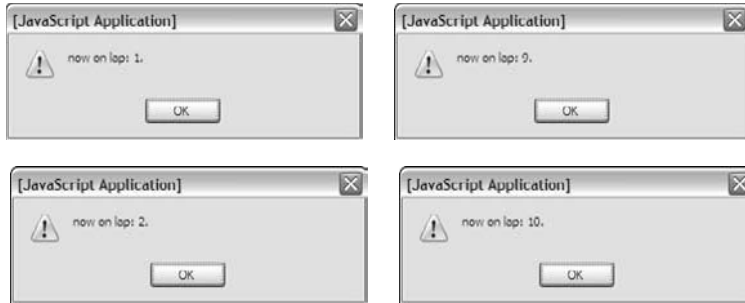 [JavaScript Application]
now on lap: 1.
OK
[JavaScript Application]
now on lap: 9.
OK
[JavaScript Application]
now on lap: 2.
OK
[JavaScript Application]
now on lap: 10.
OK